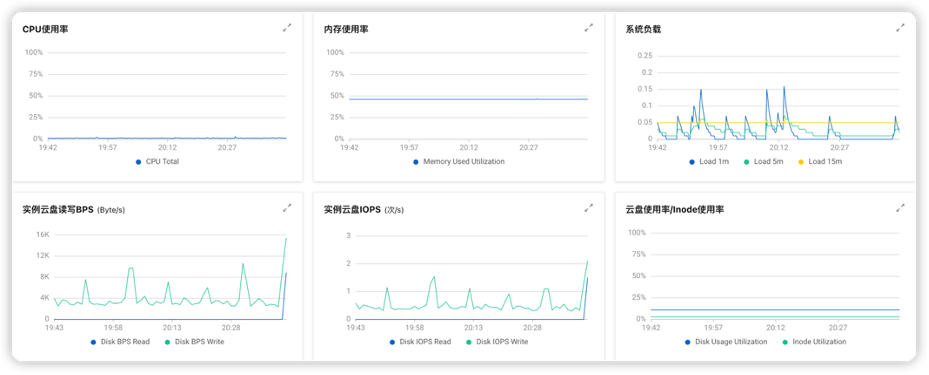 CPU使用率
100%
75%
50%
25%
0%
19:42 19:57 20:12 20:27
CPU Total
内存使用率
100%
75%
50%
25%
0%
19:42 19:57 20:12 20:27
Memory Used Utilization
系统负载
0.25
0.2
0.15
0.1
0.05
0
19:42 19:57 20:12 20:27
Load 1m Load 5m Load 15m
实例云盘读写BPS (Byte/s)
16K
12K
8K
4K
0
19:43 19:58 20:13 20:28
Disk BPS Read Disk BPS Write
实例云盘IOPS (次/s)
3
2
1
0
19:43 19:58 20:13 20:28
Disk IOPS Read Disk IOPS Write
云盘使用率/Inode使用率
100%
75%
50%
25%
0%
19:42 19:57 20:12 20:27
Disk Usage Utilization Inode Utilization